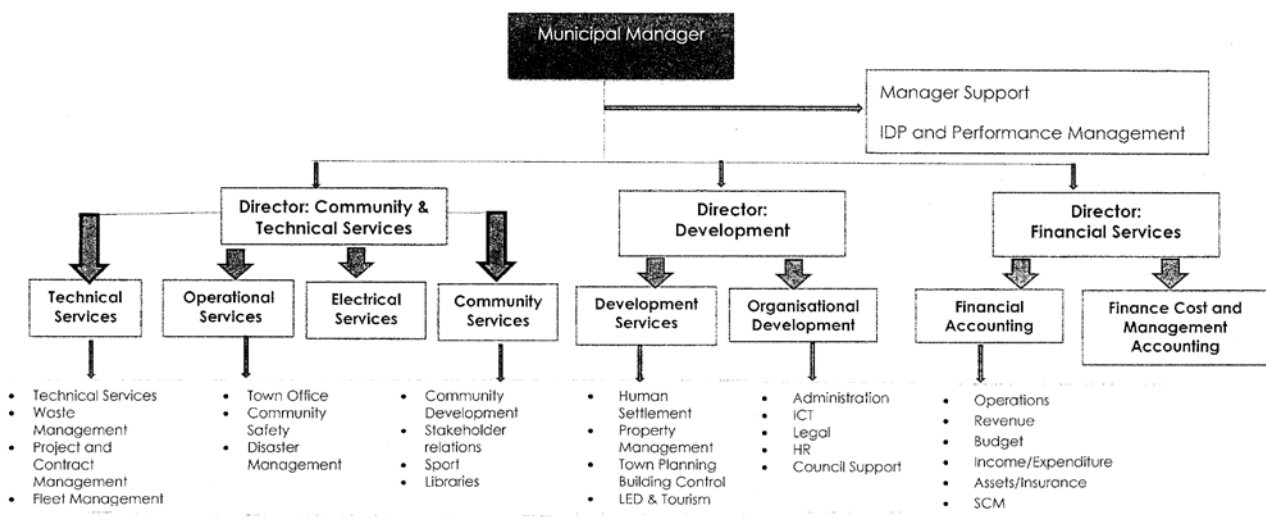 Municipal Manager
Manager Support
IDP and Performance Management
Director: Community &
Technical Services
Director:
Development
Director:
Financial Services
Technical
Services
Operational
Services
Electrical
Services
Community
Services
Development
Services
Organisational
Development
Financial
Accounting
Finance Cost and
Management
Accounting
• Technical Services
• Waste
Management
• Project and
Contract
Management
• Fleet Management
• Town Office
• Community
Safety
• Disaster
Management
• Community
Development
• Stakeholder
relations
• Sport
• Libraries
• Human
Settlement
• Property
Management
• Town Planning
Building Control
• LED & Tourism
• Administration
• ICT
• Legal
• HR
• Council Support
• Operations
• Revenue
• Budget
• Income/Expenditure
• Assets/Insurance
• SCM